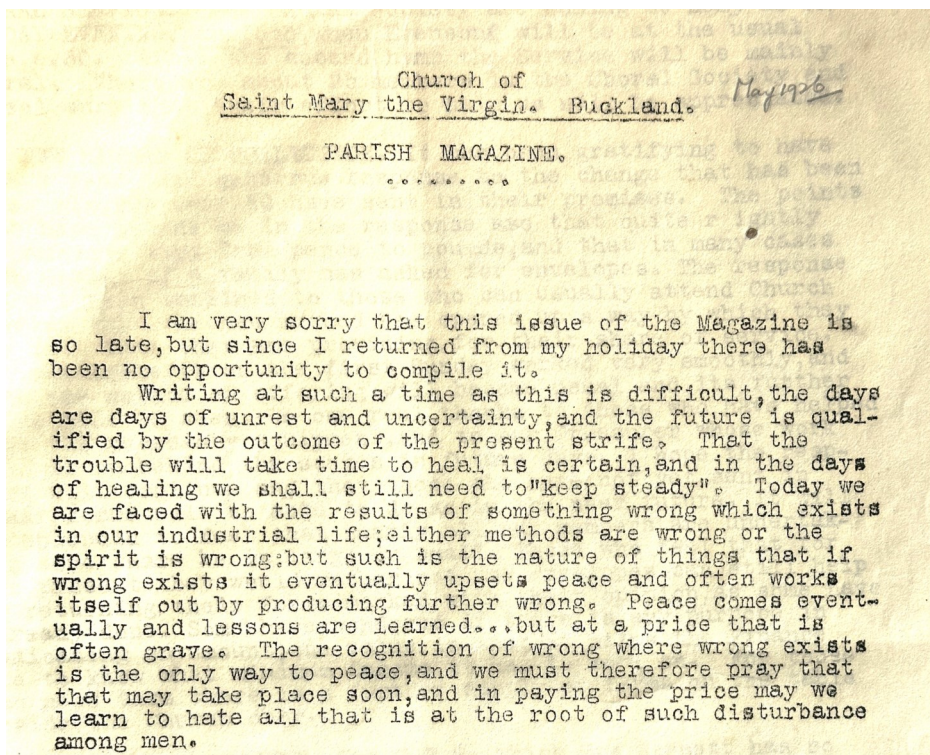 Church of
Saint Mary the Virgin. Buckland.
May 1926
PARISH MAGAZINE.
.........
I am very sorry that this issue of the Magazine is
so late,but since I returned from my holiday there has
been no opportunity to compile it.
Writing at such a time as this is difficult,the days
are days of unrest and uncertainty,and the future is qual-
ified by the outcome of the present strife. That the
trouble will take time to heal is certain,and in the days
of healing we shall still need to"keep steady". Today we
are faced with the results of something wrong which exists
in our industrial life;either methods are wrong or the
spirit is wrong:but such is the nature of things that if
wrong exists it eventually upsets peace and often works
itself out by producing further wrong. Peace comes event-
ually and lessons are learned...but at a price that is
often grave. The recognition of wrong where wrong exists
is the only way to peace,and we must therefore pray that
that may take place soon,and in paying the price may we
learn to hate all that is at the root of such disturbance
among men.